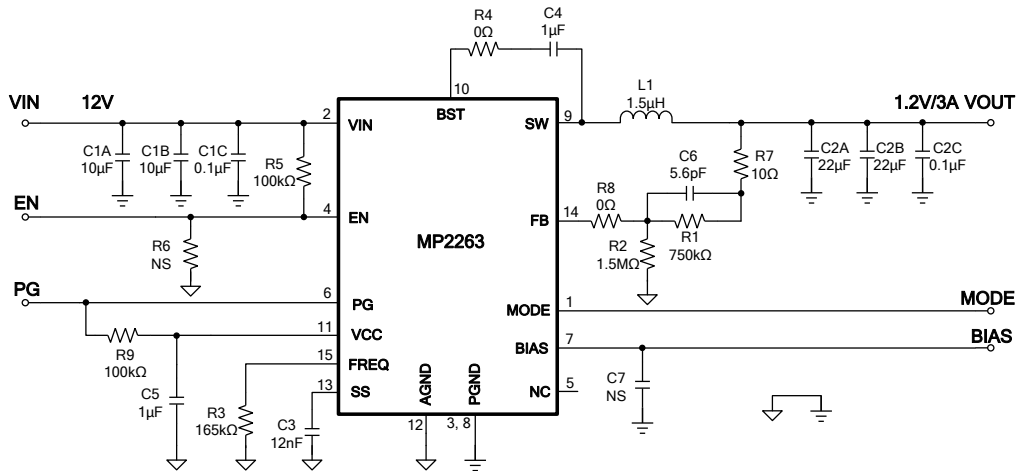 R4
0Ω
C4
1µF
10
BST
L1
1.5µH
VIN 12V
2
VIN
SW
9
1.2V/3A VOUT
C1A
10µF
C1B
10µF
C1C
0.1µF
R5
100kΩ
C6
5.6pF
R7
10Ω
C2A
22µF
C2B
22µF
C2C
0.1µF
EN
4
EN
R8
0Ω
FB
14
R6
NS
MP2263
R2
1.5MΩ
R1
750kΩ
PG
6
PG
MODE
1
MODE
11
VCC
BIAS
7
BIAS
R9
100kΩ
15
FREQ
C5
1µF
R3
165kΩ
13
SS
C3
12nF
AGND
PGND
NC
5
C7
NS
12
3, 8